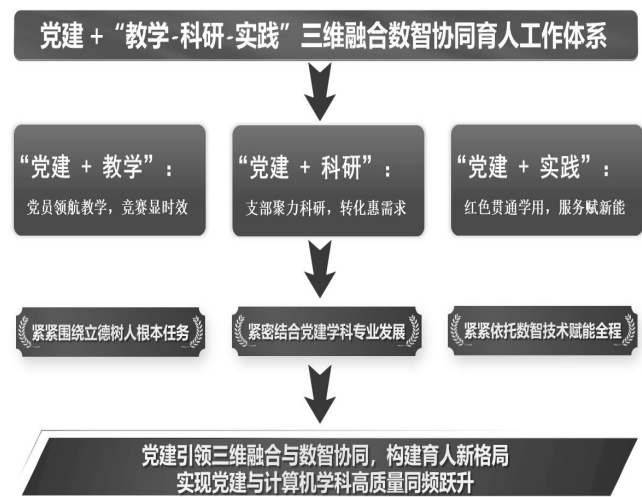 党建 + “教学-科研-实践”三维融合数智协同育人工作体系
“党建 + 教学”：
党员领航教学，竞赛显时效
“党建 + 科研”：
支部聚力科研，转化惠需求
“党建 + 实践”：
红色贯通学用，服务赋新能
紧紧围绕立德树人根本任务
紧密结合党建学科专业发展
紧紧依托数智技术赋能全程
党建引领三维融合与数智协同，构建育人新格局
实现党建与计算机学科高质量同频跃升